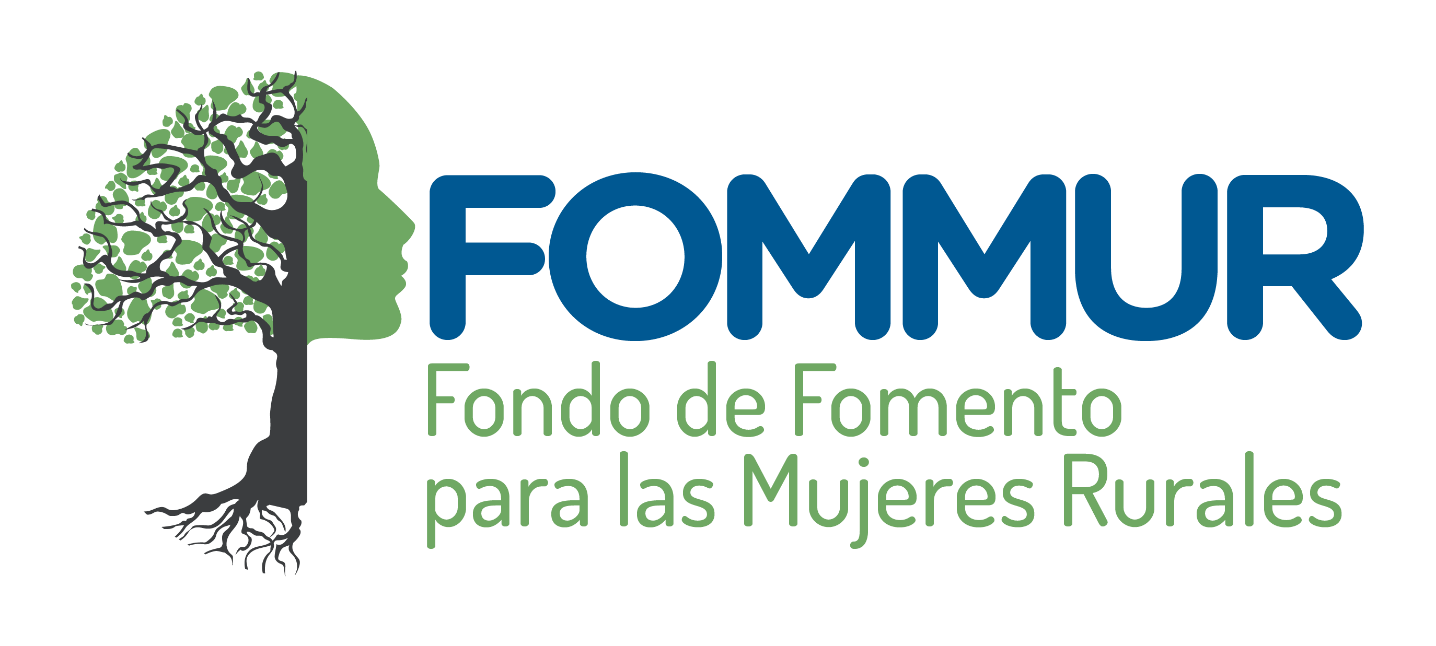 FOMMUR
Fondo de Fomento
para las Mujeres Rurales